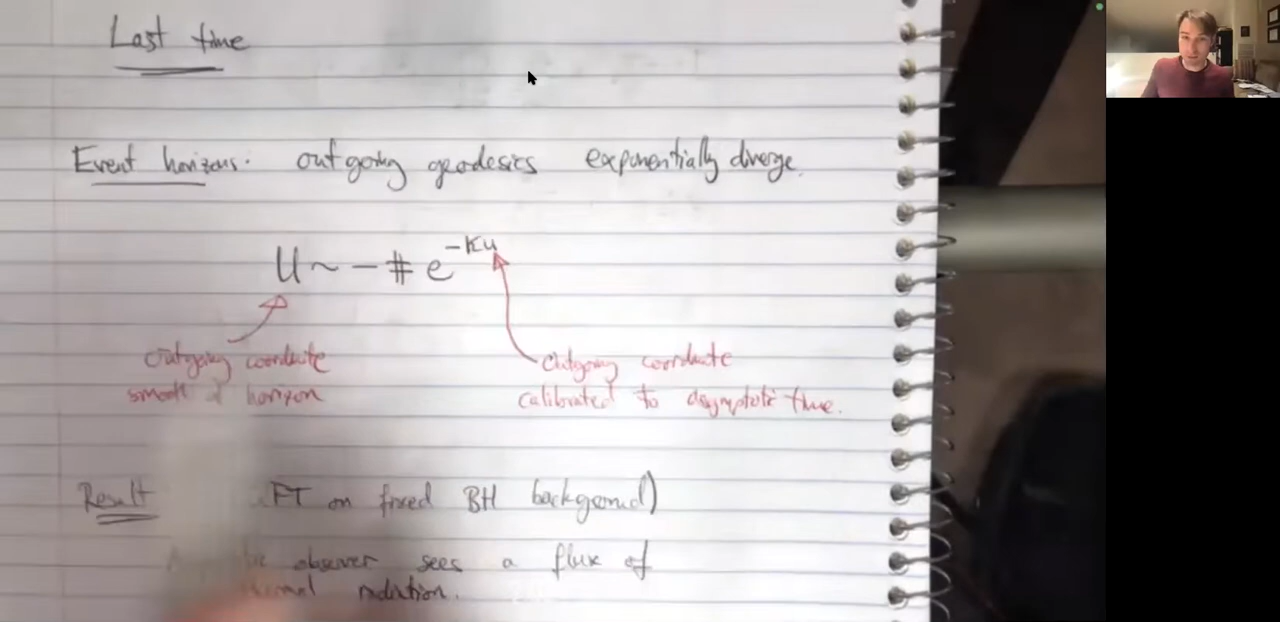 Last time
Event horizons: outgoing geodesics exponentially diverge.
U ~ - # e^{-κu}
Outgoing coordinate
smooth horizon
Outgoing coordinate
calibrated to asymptotic time.
Result FT on fixed BH background)
observer sees a flux of
radiation.